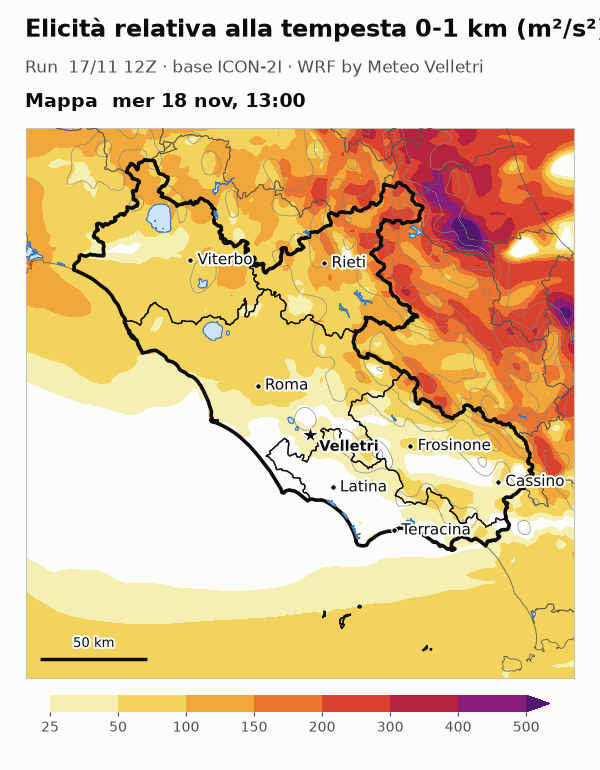 Elicità relativa alla tempesta 0-1 km (m²/s²)
Run 17/11 12Z · base ICON-2I · WRF by Meteo Velletri
Mappa mer 18 nov, 13:00
Viterbo
Rieti
Roma
Velletri
Frosinone
Cassino
Latina
Terracina
50 km
25 50 100 150 200 300 400 500